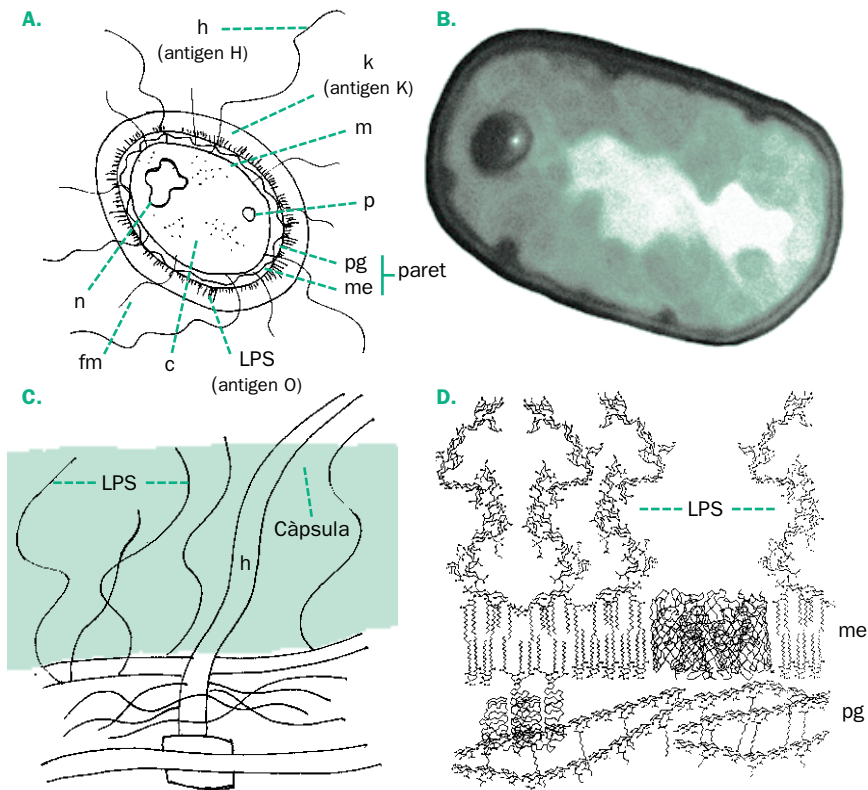 A.
h
(antigen H)
k
(antigen K)
m
p
pg
me
paret
n
fm
c
LPS
(antigen O)
B.
C.
LPS
Càpsula
h
D.
LPS
me
pg